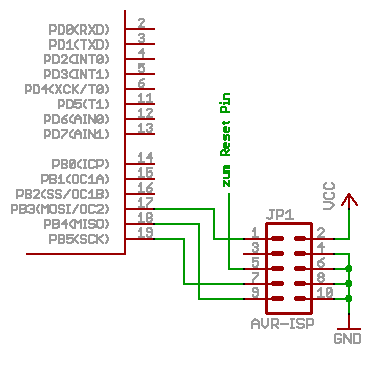 PD0(RXD) 2
PD1(TXD) 3
PD2(INT0) 4
PD3(INT1) 5
PD4(XCK/T0) 6
PD5(T1) 11
PD6(AIN0) 12
PD7(AIN1) 13
PB0(ICP) 14
PB1(OC1A) 15
PB2(SS/OC1B) 16
PB3(MOSI/OC2) 17
PB4(MISO) 18
PB5(SCK) 19
zum Reset Pin
VCC
JP1
1 2
3 4
5 6
7 8
9 10
AVR-ISP
GND